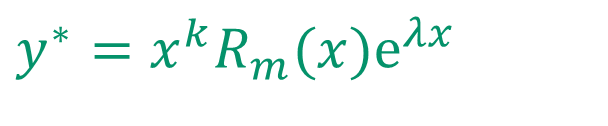 y* = x^k R_m(x)e^{λx}